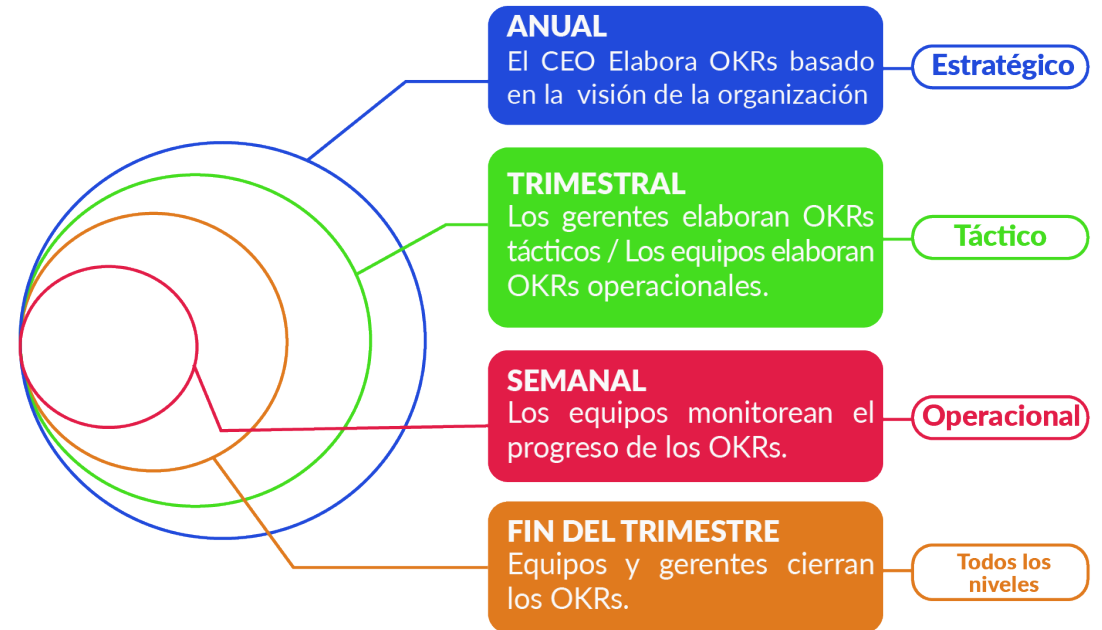 ANUAL
El CEO Elabora OKRs basado
en la visión de la organización
Estratégico
TRIMESTRAL
Los gerentes elaboran OKRs
tácticos / Los equipos elaboran
OKRs operacionales.
Táctico
SEMANAL
Los equipos monitorean el
progreso de los OKRs.
Operacional
FIN DEL TRIMESTRE
Equipos y gerentes cierran
los OKRs.
Todos los
niveles